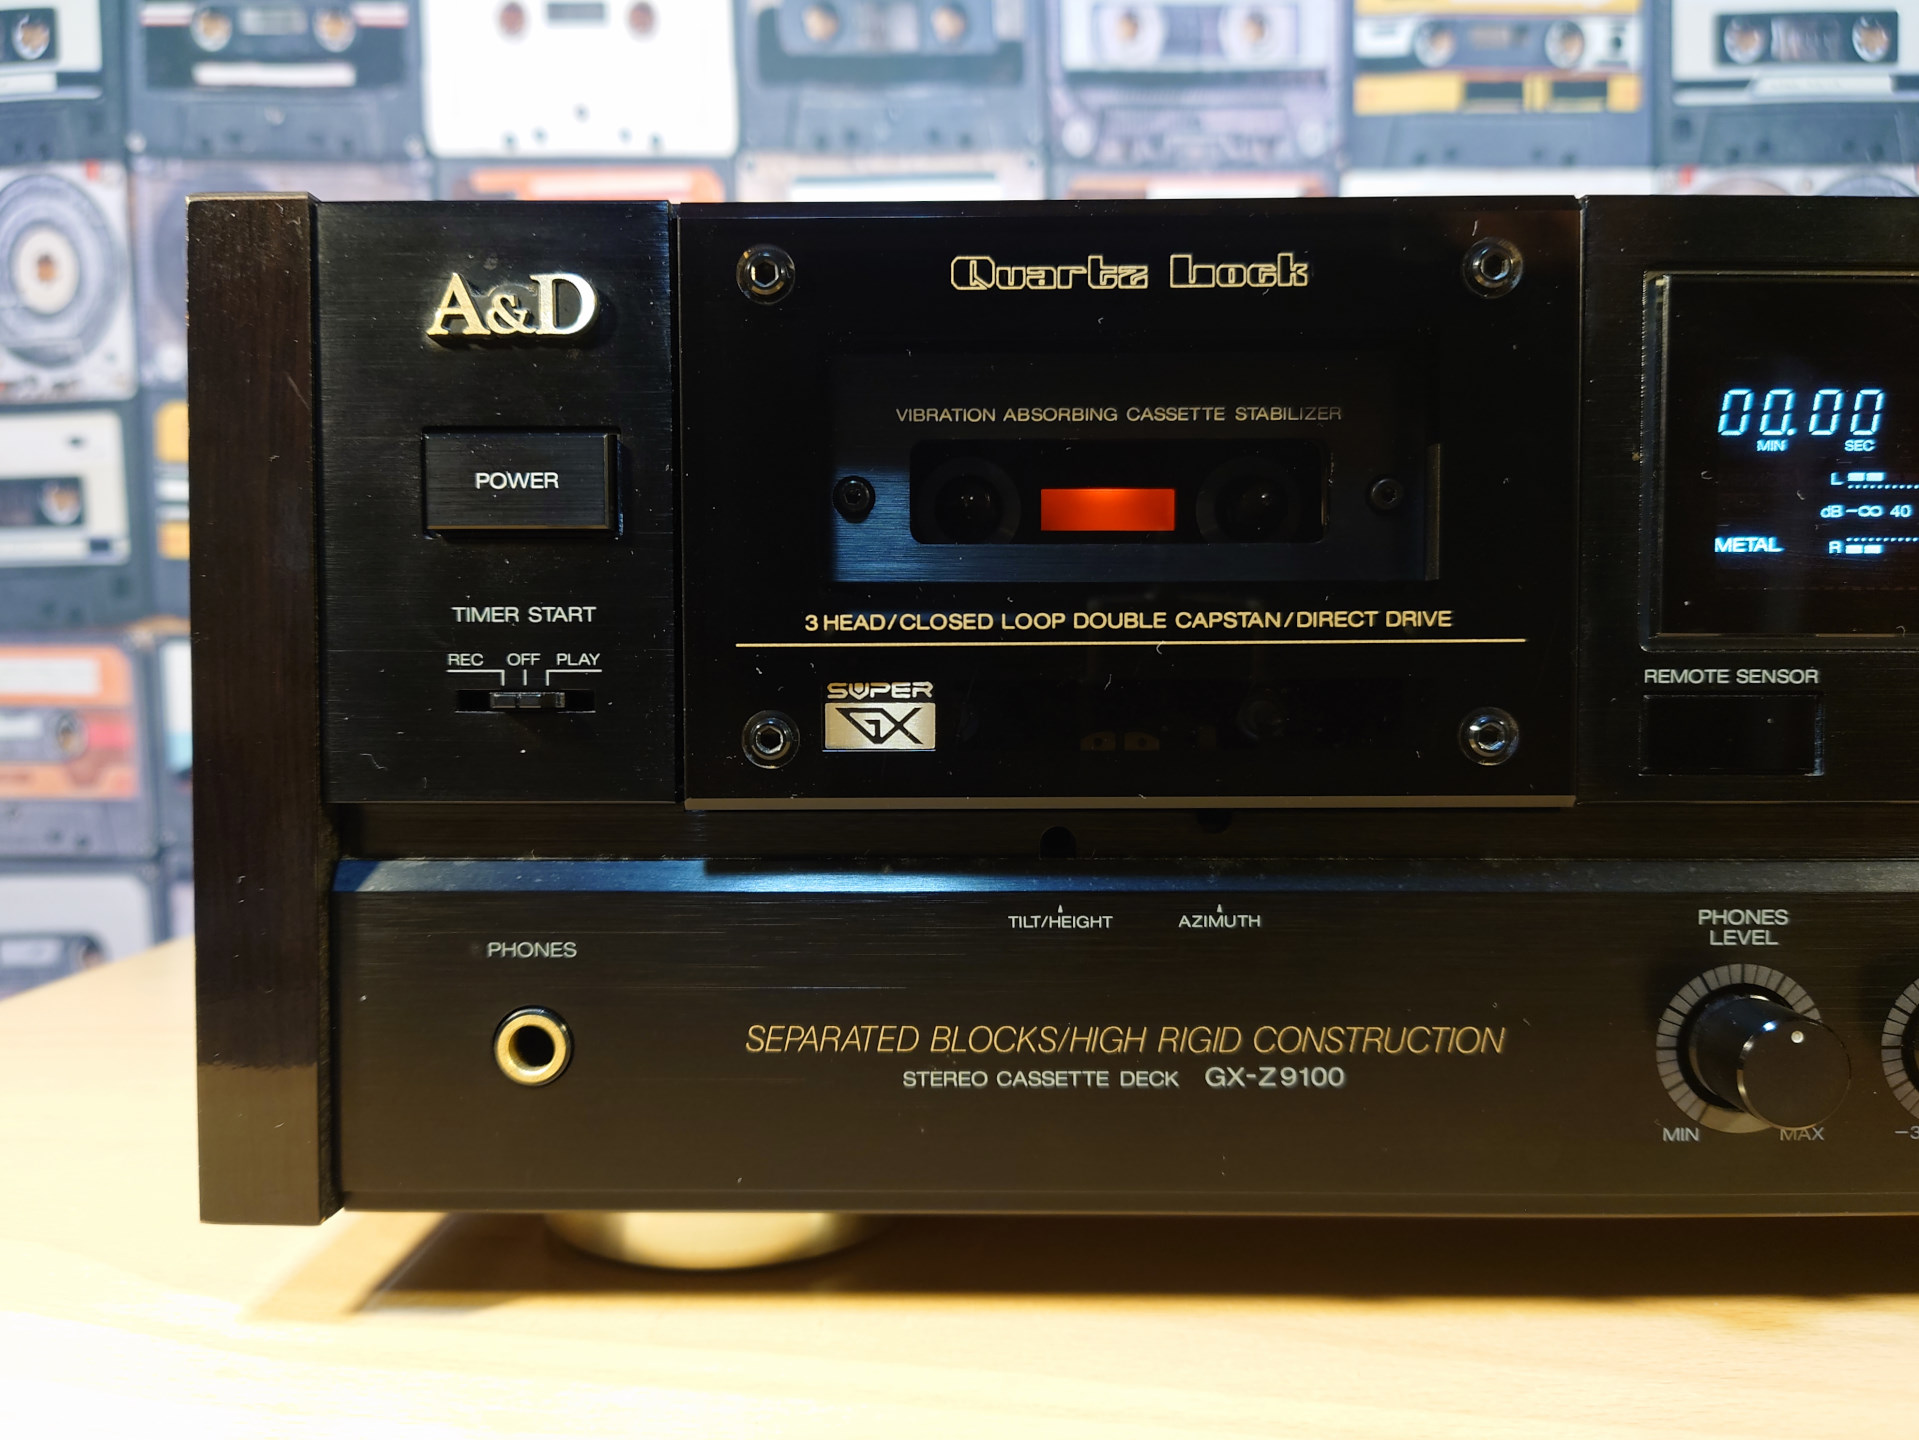 A&D
POWER
TIMER START
REC OFF PLAY
Quartz Lock
VIBRATION ABSORBING CASSETTE STABILIZER
3 HEAD/CLOSED LOOP DOUBLE CAPSTAN/DIRECT DRIVE
SUPER
GX
00.00
MIN SEC
L
dB -∞ 40
METAL R
REMOTE SENSOR
TILT/HEIGHT AZIMUTH
PHONES
PHONES
LEVEL
MIN MAX
SEPARATED BLOCKS/HIGH RIGID CONSTRUCTION
STEREO CASSETTE DECK GX-Z9100